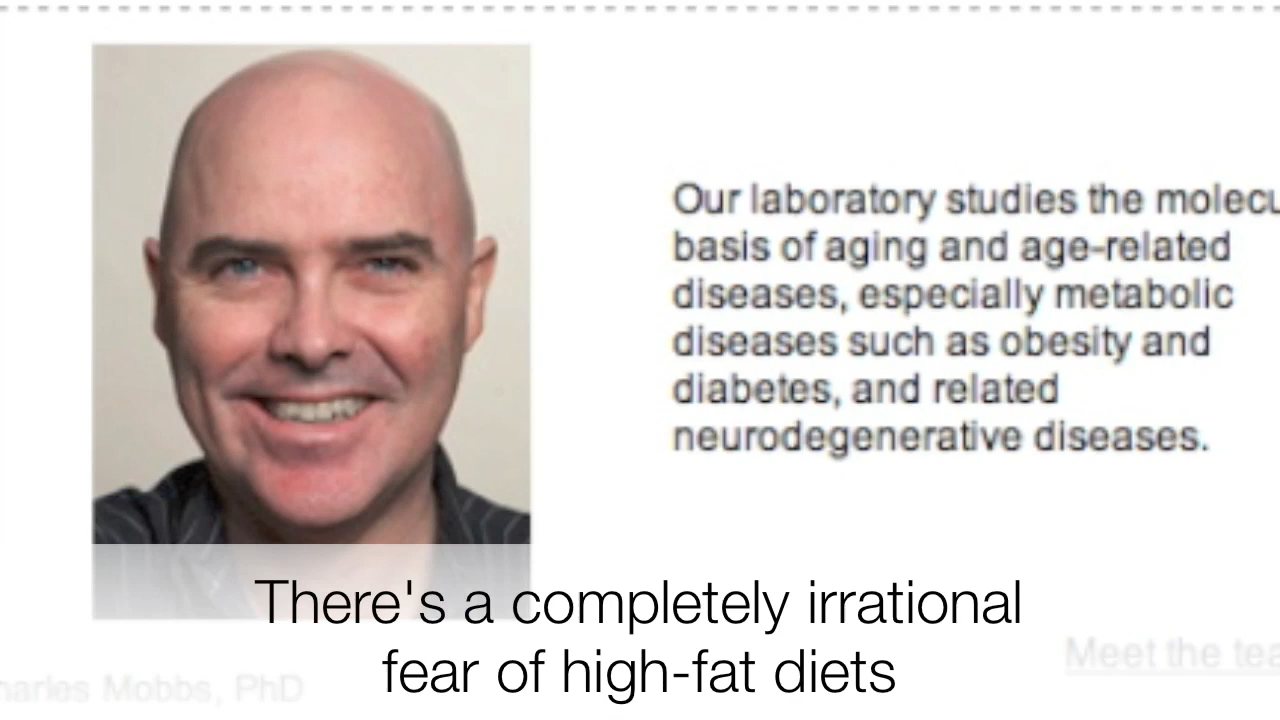 Our laboratory studies the molecu
basis of aging and age-related
diseases, especially metabolic
diseases such as obesity and
diabetes, and related
neurodegenerative diseases.
There's a completely irrational
fear of high-fat diets
Meet the tea
harles Mobbs, PhD